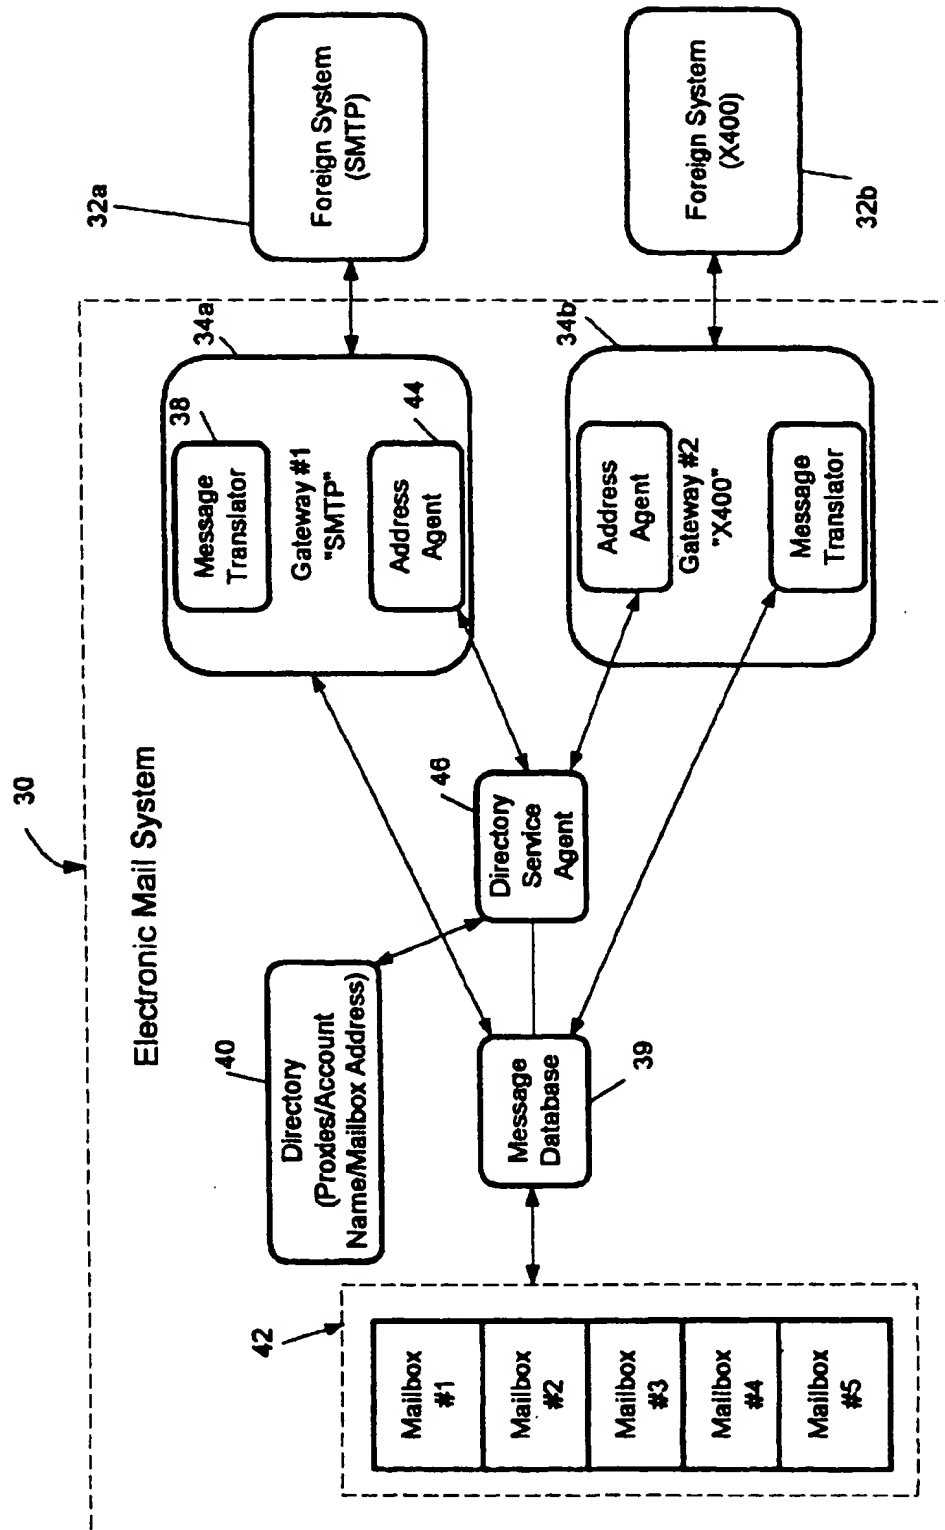 30
Electronic Mail System
42
Mailbox
#1
Mailbox
#2
Mailbox
#3
Mailbox
#4
Mailbox
#5
40
Directory
(Proxies/Account
Name/Mailbox Address)
Message
Database
39
46
Directory
Service
Agent
34a
38
Message
Translator
Gateway #1
"SMTP"
44
Address
Agent
34b
Address
Agent
Gateway #2
"X400"
Message
Translator
32a
Foreign System
(SMTP)
Foreign System
(X400)
32b